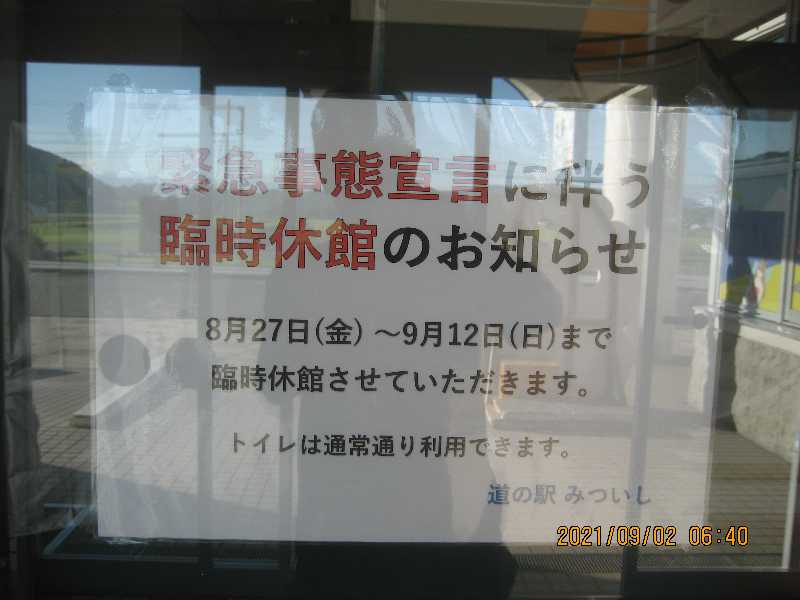 緊急事態宣言に伴う
臨時休館のお知らせ
8月27日(金)〜9月12日(日)まで
臨時休館させていただきます。
トイレは通常通り利用できます。
道の駅 みついし
2021/09/02 06:40